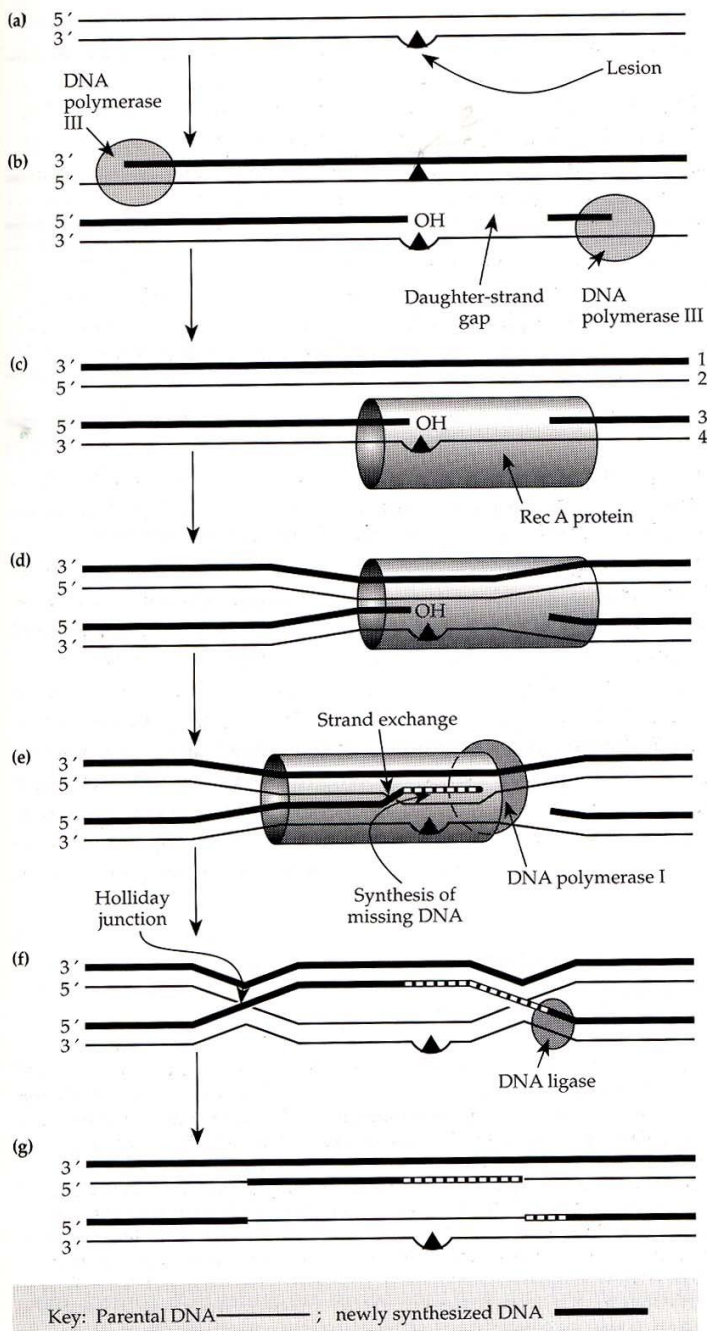 (a)
5′
3′
Lesion
DNA
polymerase
III
(b)
3′
5′
5′
OH
3′
Daughter-strand
gap
DNA
polymerase III
(c)
3′ 1
5′ 2
5′ OH 3
3′ 4
Rec A protein
(d)
3′
5′
OH
5′
3′
Strand exchange
(e)
3′
5′
5′
3′
DNA polymerase I
Synthesis of
missing DNA
Holliday
junction
(f)
3′
5′
5′
3′
DNA ligase
(g)
3′
5′
5′
3′
Key: Parental DNA ; newly synthesized DNA